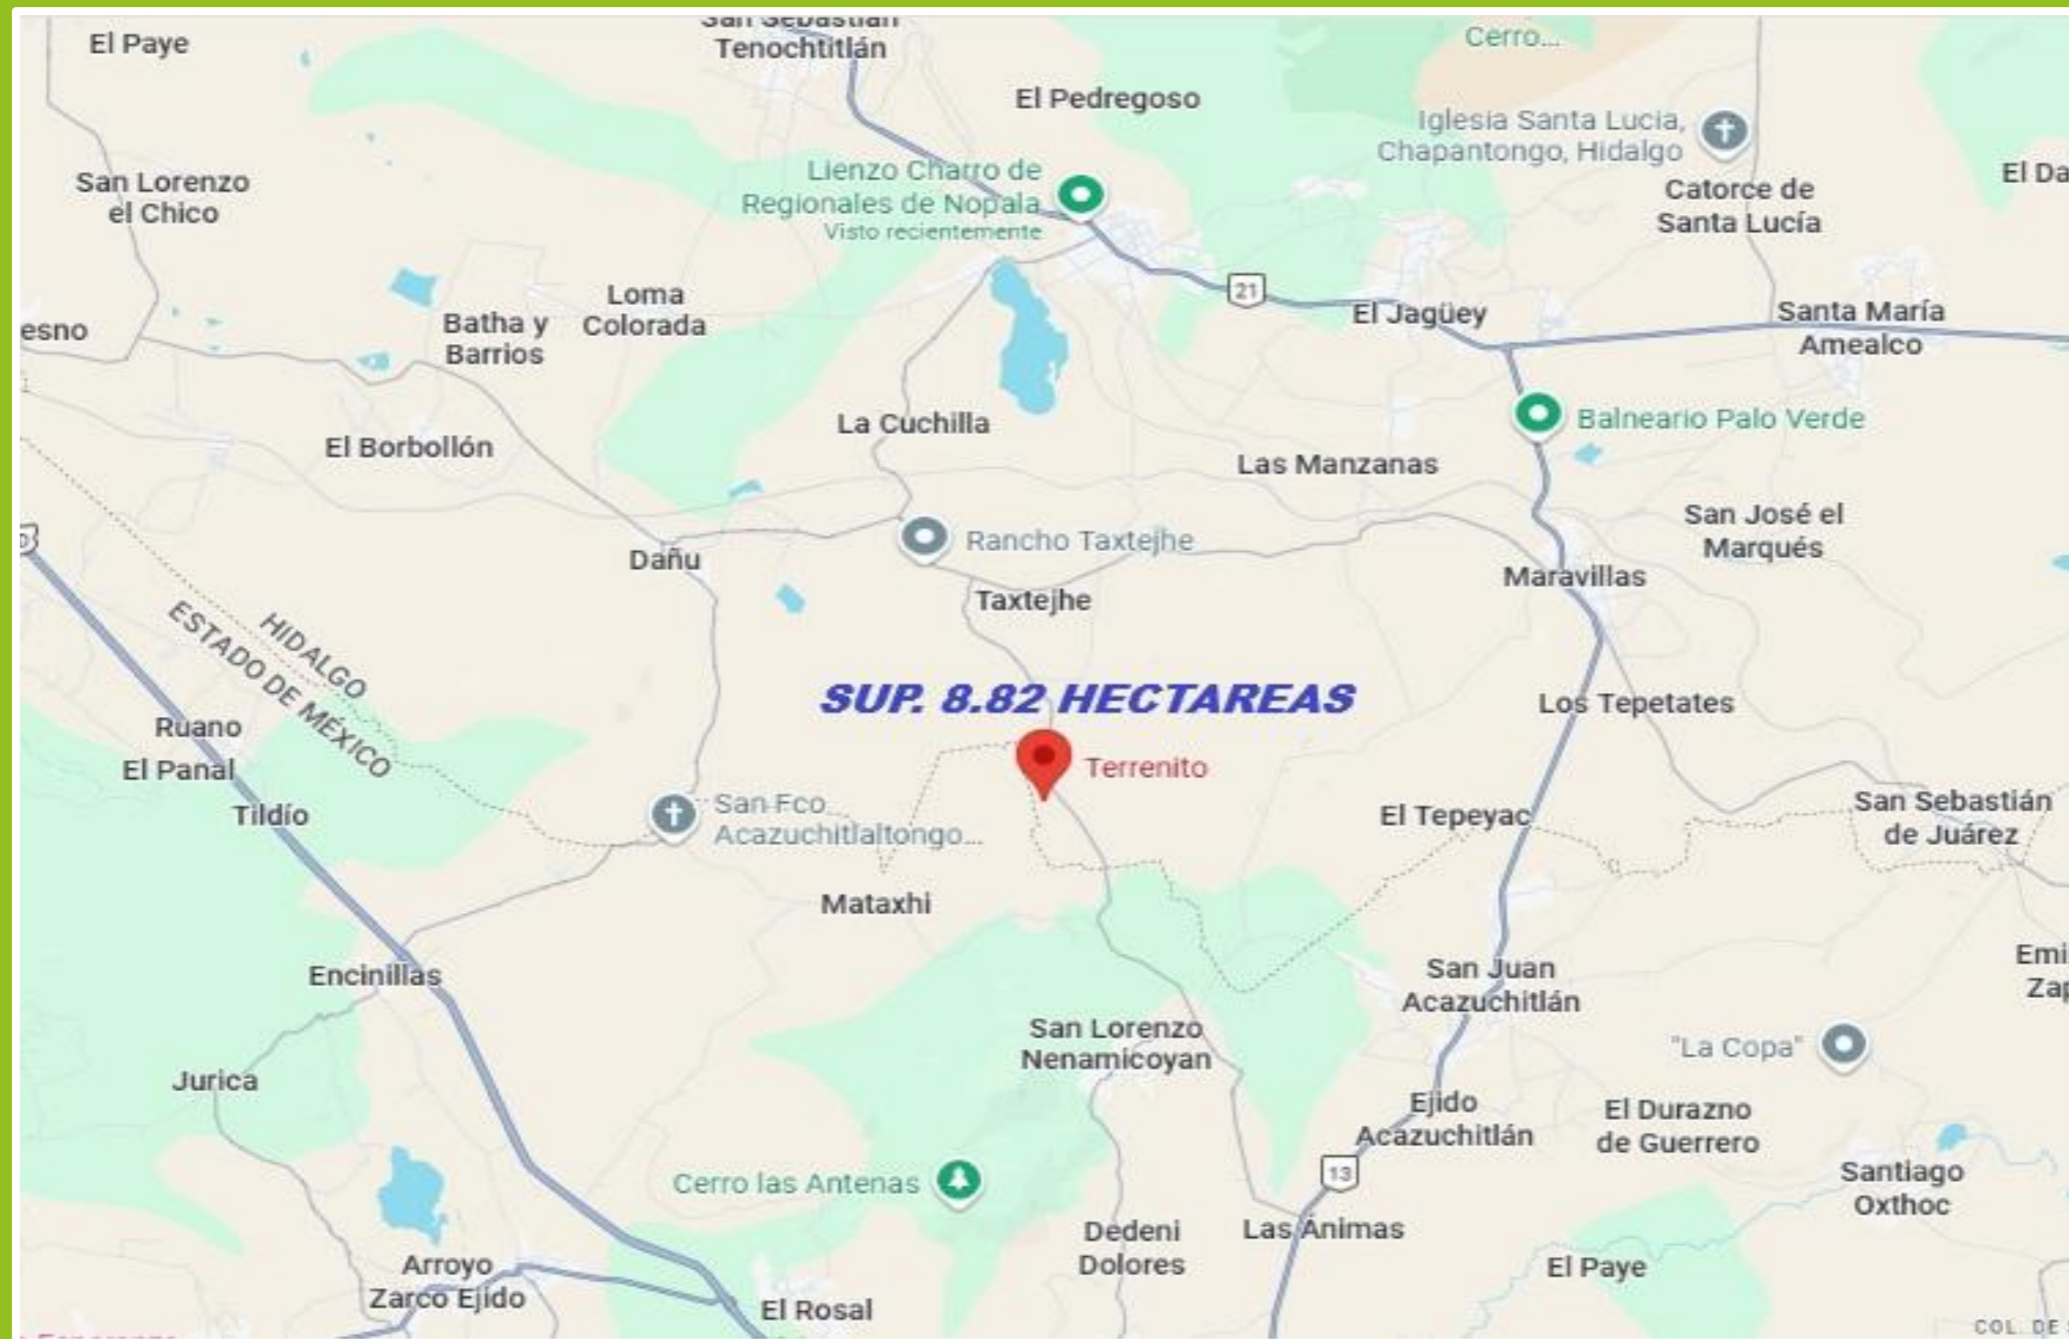 San Sebastián
Tenochtitlán
El Paye
Cerro...
El Pedregoso
Iglesia Santa Lucia,
Chapantongo, Hidalgo
Lienzo Charro de
Regionales de Nopala
Visto recientemente
San Lorenzo
el Chico
Catorce de
Santa Lucía
El Da
21
Loma
Colorada
Batha y
Barrios
El Jagüey
Santa María
Amealco
esno
La Cuchilla
Balneario Palo Verde
El Borbollón
Las Manzanas
San José el
Marqués
Rancho Taxtejhe
Dañu
Maravillas
Taxtejhe
HIDALGO
ESTADO DE MÉXICO
SUP. 8.82 HECTAREAS
Los Tepetates
Ruano
El Panal
Terrenito
Tildío
San Fco
Acazuchitlaltongo...
El Tepeyac
San Sebastián
de Juárez
Mataxhi
Encinillas
San Juan
Acazuchitlán
Emi
Zap
San Lorenzo
Nenamicoyan
"La Copa"
Jurica
Ejido
Acazuchitlán
El Durazno
de Guerrero
Cerro las Antenas
13
Santiago
Oxthoc
Dedeni
Dolores
Las Ánimas
Arroyo
Zarco Ejido
El Paye
El Rosal
COL. DE